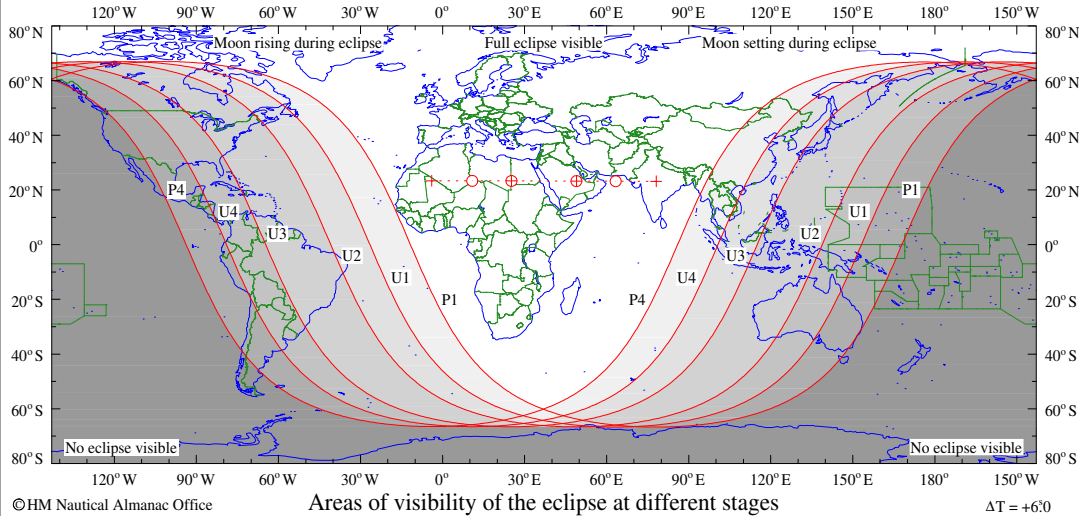 120°W 90°W 60°W 30°W 0° 30°E 60°E 90°E 120°E 150°E 180° 150°W
80°N 80°N
Moon rising during eclipse Full eclipse visible Moon setting during eclipse
60°N 60°N
40°N 40°N
20°N P4 P1 20°N
U4 U1
U3 U2
0° 0°
U2 U3
U1 U4
20°S P1 P4 20°S
40°S 40°S
60°S 60°S
No eclipse visible No eclipse visible
80°S 80°S
120°W 90°W 60°W 30°W 0° 30°E 60°E 90°E 120°E 150°E 180° 150°W
©HM Nautical Almanac Office Areas of visibility of the eclipse at different stages ΔT = +6ˢ.0